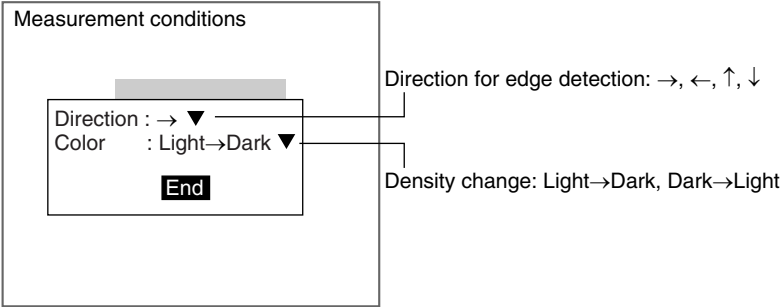 Measurement conditions
Direction for edge detection: →, ←, ↑, ↓
Direction : → ▼
Color : Light→Dark ▼
Density change: Light→Dark, Dark→Light
End